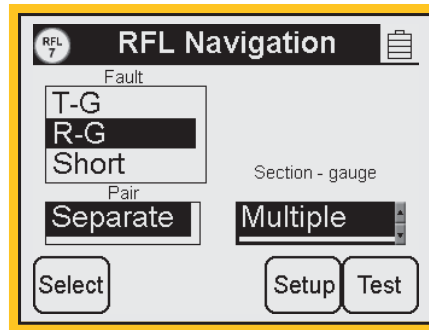 RFL
7
RFL Navigation
Fault
T-G
R-G
Short
Section - gauge
Pair
Separate
Multiple
Select
Setup
Test